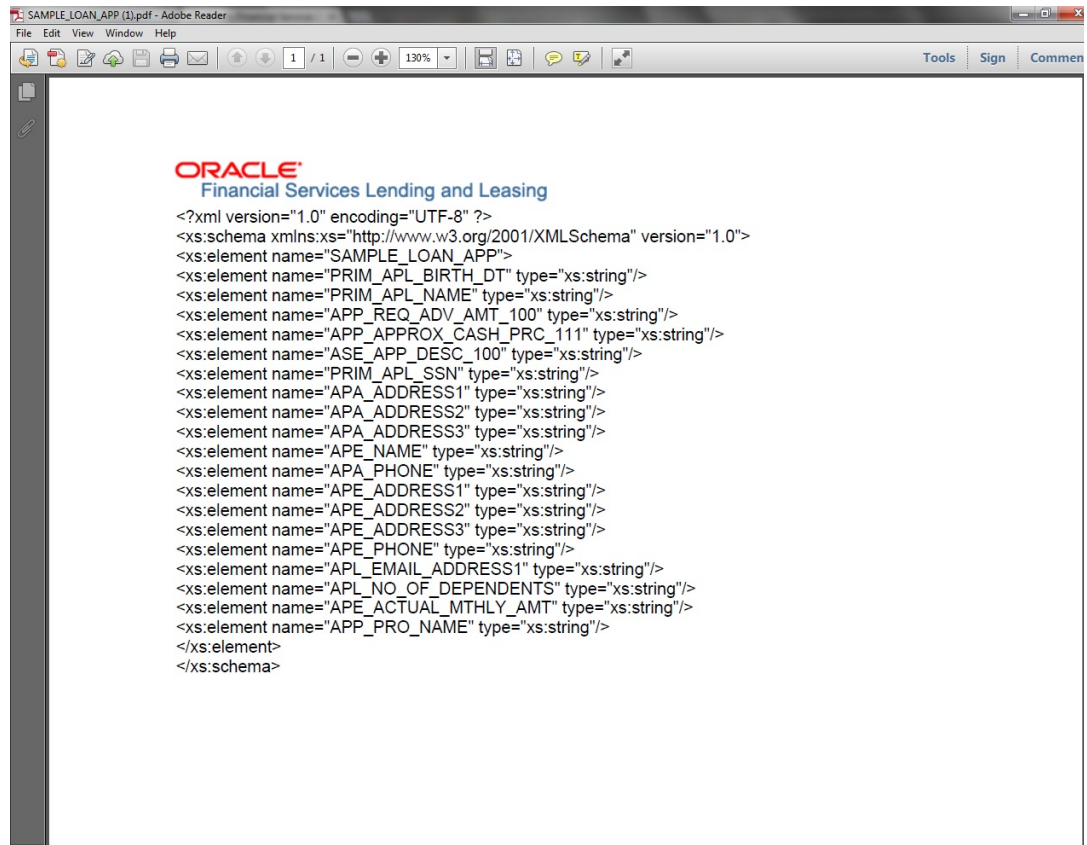 SAMPLE_LOAN_APP (1).pdf - Adobe Reader
File Edit View Window Help
1 / 1 130% Tools Sign Commen
ORACLE
Financial Services Lending and Leasing
<?xml version="1.0" encoding="UTF-8" ?>
<xs:schema xmlns:xs="http://www.w3.org/2001/XMLSchema" version="1.0">
<xs:element name="SAMPLE_LOAN_APP">
<xs:element name="PRIM_APL_BIRTH_DT" type="xs:string"/>
<xs:element name="PRIM_APL_NAME" type="xs:string"/>
<xs:element name="APP_REQ_ADV_AMT_100" type="xs:string"/>
<xs:element name="APP_APPROX_CASH_PRC_111" type="xs:string"/>
<xs:element name="ASE_APP_DESC_100" type="xs:string"/>
<xs:element name="PRIM_APL_SSN" type="xs:string"/>
<xs:element name="APA_ADDRESS1" type="xs:string"/>
<xs:element name="APA_ADDRESS2" type="xs:string"/>
<xs:element name="APA_ADDRESS3" type="xs:string"/>
<xs:element name="APE_NAME" type="xs:string"/>
<xs:element name="APA_PHONE" type="xs:string"/>
<xs:element name="APE_ADDRESS1" type="xs:string"/>
<xs:element name="APE_ADDRESS2" type="xs:string"/>
<xs:element name="APE_ADDRESS3" type="xs:string"/>
<xs:element name="APE_PHONE" type="xs:string"/>
<xs:element name="APL_EMAIL_ADDRESS1" type="xs:string"/>
<xs:element name="APL_NO_OF_DEPENDENTS" type="xs:string"/>
<xs:element name="APE_ACTUAL_MTHLY_AMT" type="xs:string"/>
<xs:element name="APP_PRO_NAME" type="xs:string"/>
</xs:element>
</xs:schema>